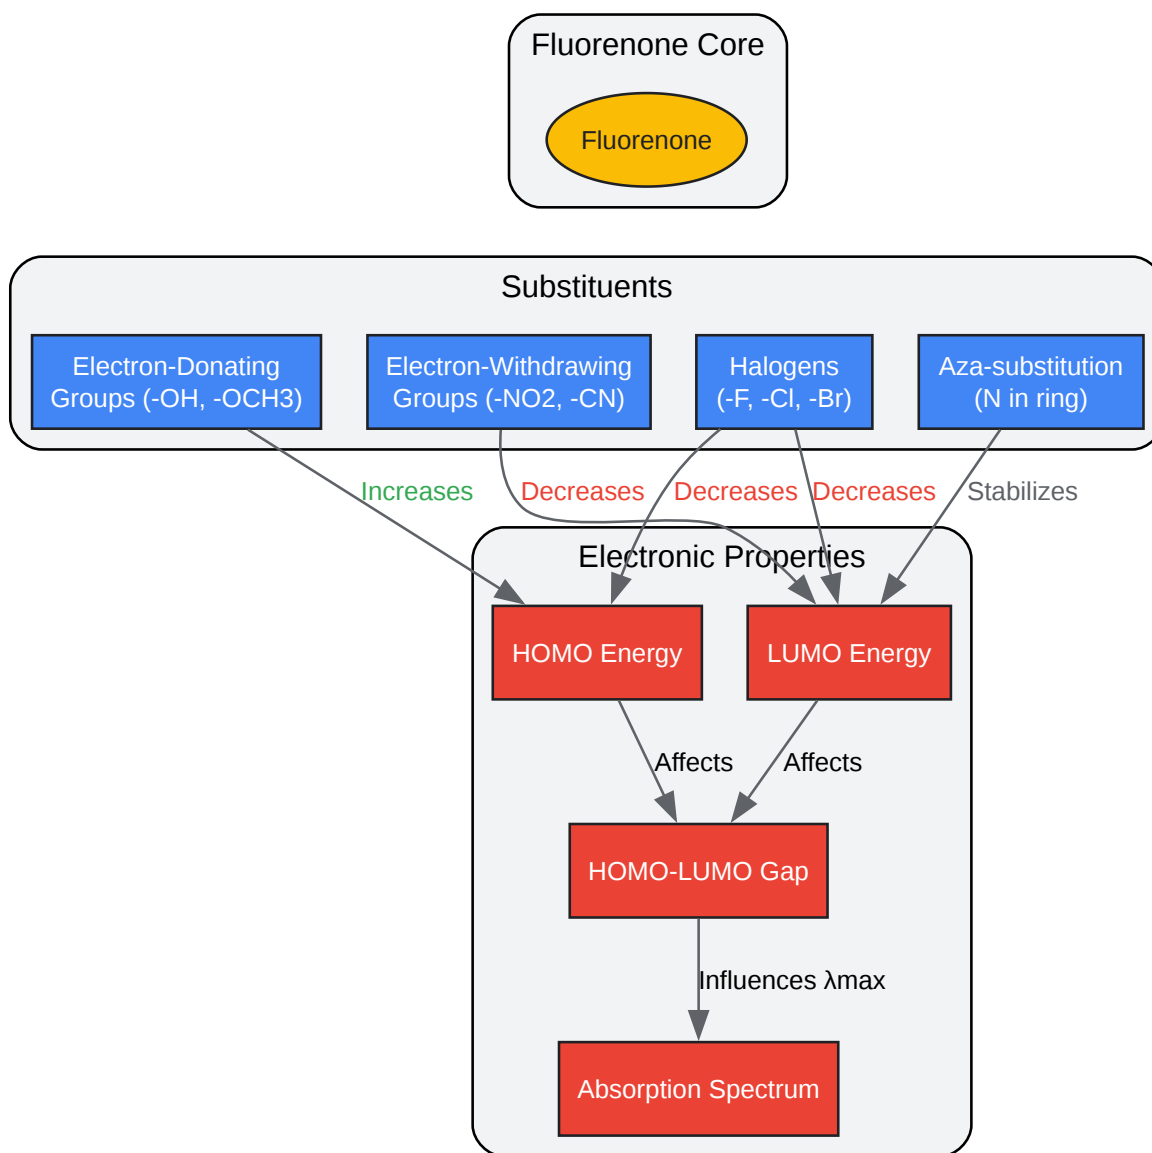 Fluorenone Core
Fluorenone
Substituents
Electron-Donating
Groups (-OH, -OCH3)
Electron-Withdrawing
Groups (-NO2, -CN)
Halogens
(-F, -Cl, -Br)
Aza-substitution
(N in ring)
Increases
Decreases
Decreases
Decreases
Stabilizes
Electronic Properties
HOMO Energy
LUMO Energy
Affects
Affects
HOMO-LUMO Gap
Influences λmax
Absorption Spectrum